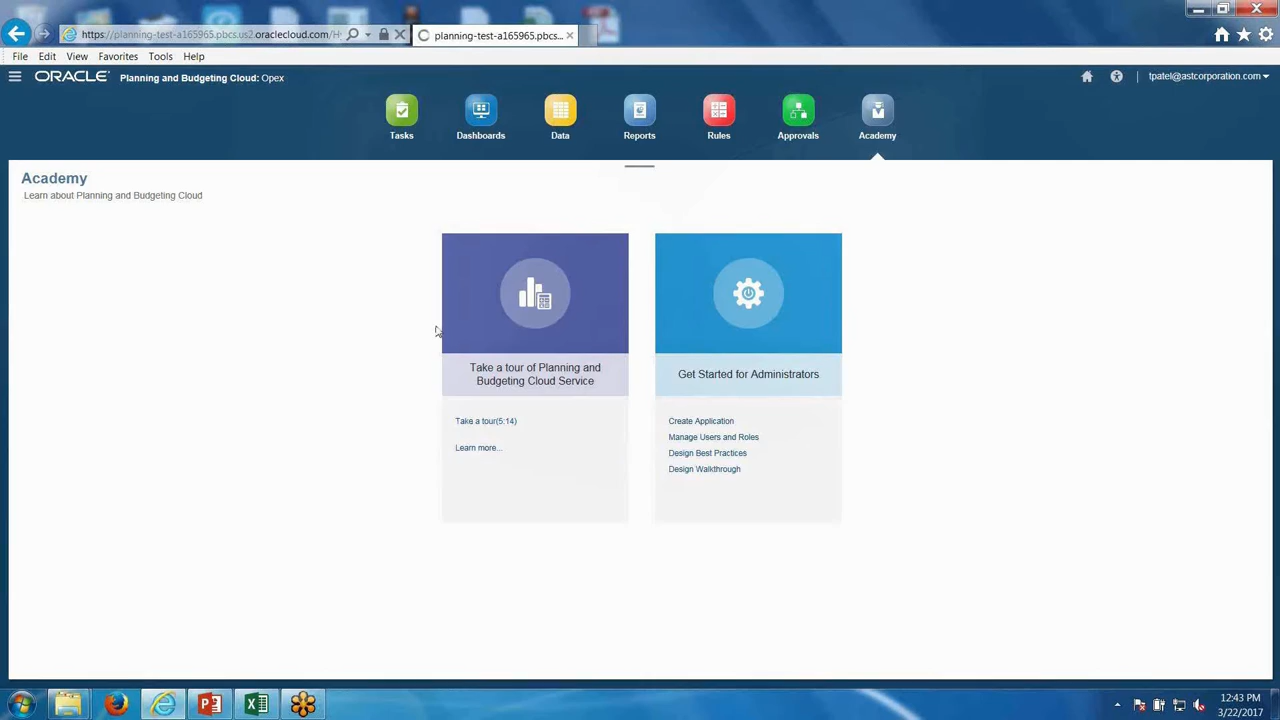 https://planning-test-a165965.pbcs.us2.oraclecloud.com/H
planning-test-a165965.pbcs...
File Edit View Favorites Tools Help
ORACLE Planning and Budgeting Cloud: Opex
tpatel@astcorporation.com
Tasks Dashboards Data Reports Rules Approvals Academy
Academy
Learn about Planning and Budgeting Cloud
Take a tour of Planning and
Budgeting Cloud Service
Take a tour(5:14)
Learn more...
Get Started for Administrators
Create Application
Manage Users and Roles
Design Best Practices
Design Walkthrough
12:43 PM
3/22/2017